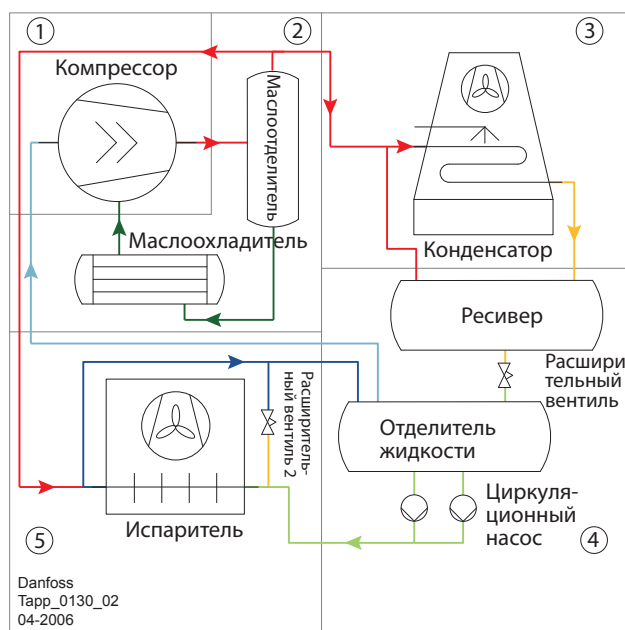 1
2
3
Компрессор
Маслоотделитель
Маслоохладитель
Конденсатор
Ресивер
Расшири
тельный
вентиль
Расширитель-
ный вентиль 2
Отделитель
жидкости
Испаритель
Циркуля-
ционный
насос
5
4
Danfoss
Tapp_0130_02
04-2006